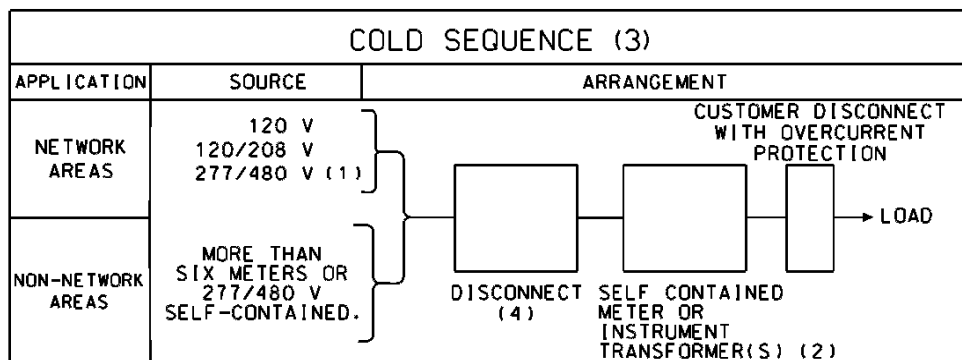 COLD SEQUENCE (3)
APPLICATION
SOURCE
ARRANGEMENT
NETWORK
AREAS
120 V
120/208 V
277/480 V (1)
CUSTOMER DISCONNECT
WITH OVERCURRENT
PROTECTION
LOAD
NON-NETWORK
AREAS
MORE THAN
SIX METERS OR
277/480 V
SELF-CONTAINED.
DISCONNECT
(4)
SELF CONTAINED
METER OR
INSTRUMENT
TRANSFORMER(S) (2)